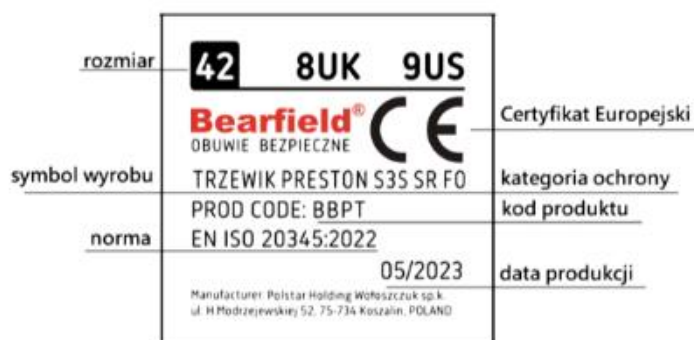 rozmiar
42 8UK 9US
Bearfield®
OBUWIE BEZPIECZNE
CE
Certyfikat Europejski
symbol wyrobu
TRZEWIK PRESTON S3S SR FO
kategoria ochrony
PROD CODE: BBPT
kod produktu
norma
EN ISO 20345:2022
05/2023
data produkcji
Manufacturer: Polstar Holding Wołoszczuk sp.k.
ul. H.Modrzejewskiej 52, 75-734 Koszalin, POLAND